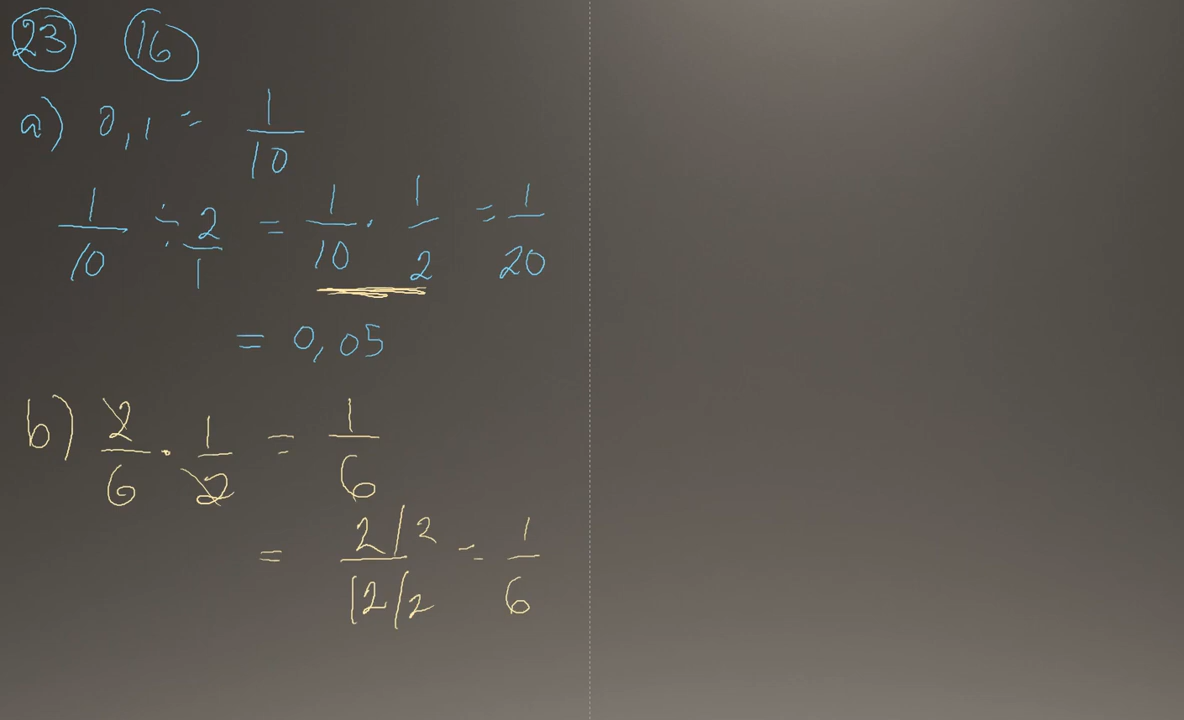 23 16
a) 0,1 = 1/10
1/10 ÷ 2/1 = 1/10 · 1/2 = 1/20
= 0,05
b) 2/6 · 1/2 = 1/6
= 2/2 / 12/2 = 1/6